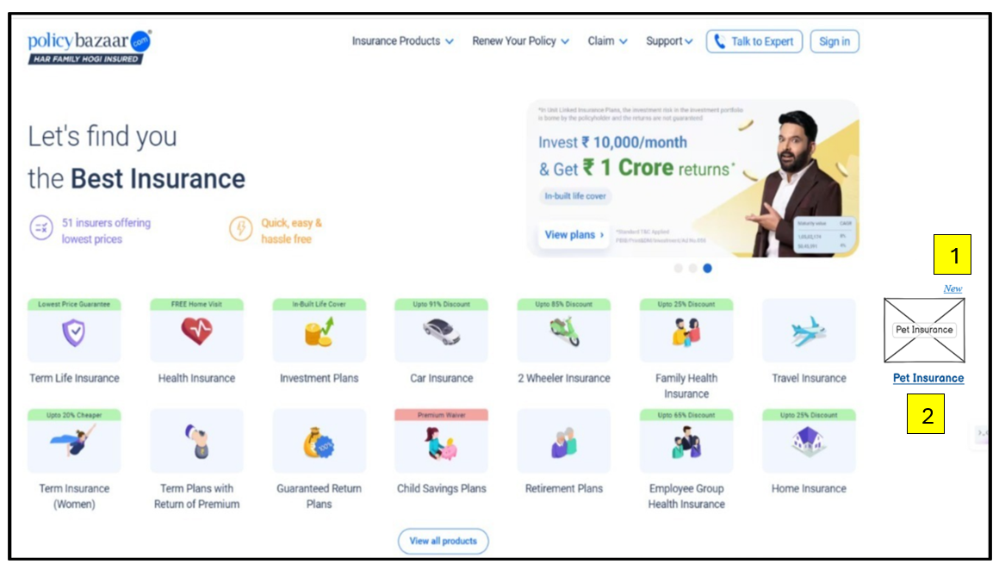 policybazaar.com
HAR FAMILY HOGI INSURED
Insurance Products Renew Your Policy Claim Support Talk to Expert Sign in
Let's find you
the Best Insurance
51 insurers offering
lowest prices
Quick, easy &
hassle free
*In Unit Linked Insurance Plans, the investment risk in the investment portfolio
is borne by the policyholder and the returns are not guaranteed
Invest ₹ 10,000/month
& Get ₹ 1 Crore returns*
In-built life cover
View plans ›
*Standard T&C Applied
Maturity value CAGR
8%
4%
1
New
Pet Insurance
Pet Insurance
2
Lowest Price Guarantee
Term Life Insurance
FREE Home Visit
Health Insurance
In-Built Life Cover
Investment Plans
Upto 91% Discount
Car Insurance
Upto 85% Discount
2 Wheeler Insurance
Upto 25% Discount
Family Health
Insurance
Travel Insurance
Upto 20% Cheaper
Term Insurance
(Women)
Term Plans with
Return of Premium
100%
Guaranteed Return
Plans
Premium Waiver
Child Savings Plans
Retirement Plans
Upto 65% Discount
Employee Group
Health Insurance
Upto 25% Discount
Home Insurance
View all products